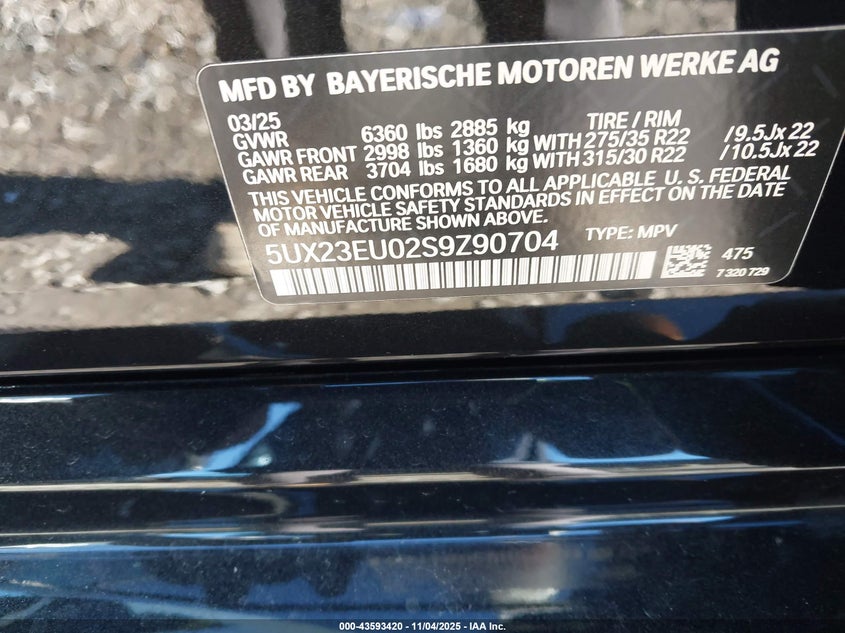 MFD BY BAYERISCHE MOTOREN WERKE AG
03/25 TIRE / RIM
GVWR 6360 lbs 2885 kg
GAWR FRONT 2998 lbs 1360 kg WITH 275/35 R22 /9.5Jx22
GAWR REAR 3704 lbs 1680 kg WITH 315/30 R22 /10.5Jx22
THIS VEHICLE CONFORMS TO ALL APPLICABLE U. S. FEDERAL
MOTOR VEHICLE SAFETY STANDARDS IN EFFECT ON THE DATE
OF MANUFACTURE SHOWN ABOVE.
5UX23EU02S9Z90704 TYPE: MPV
475
7 320 729
000-43593420 - 11/04/2025 - IAA Inc.